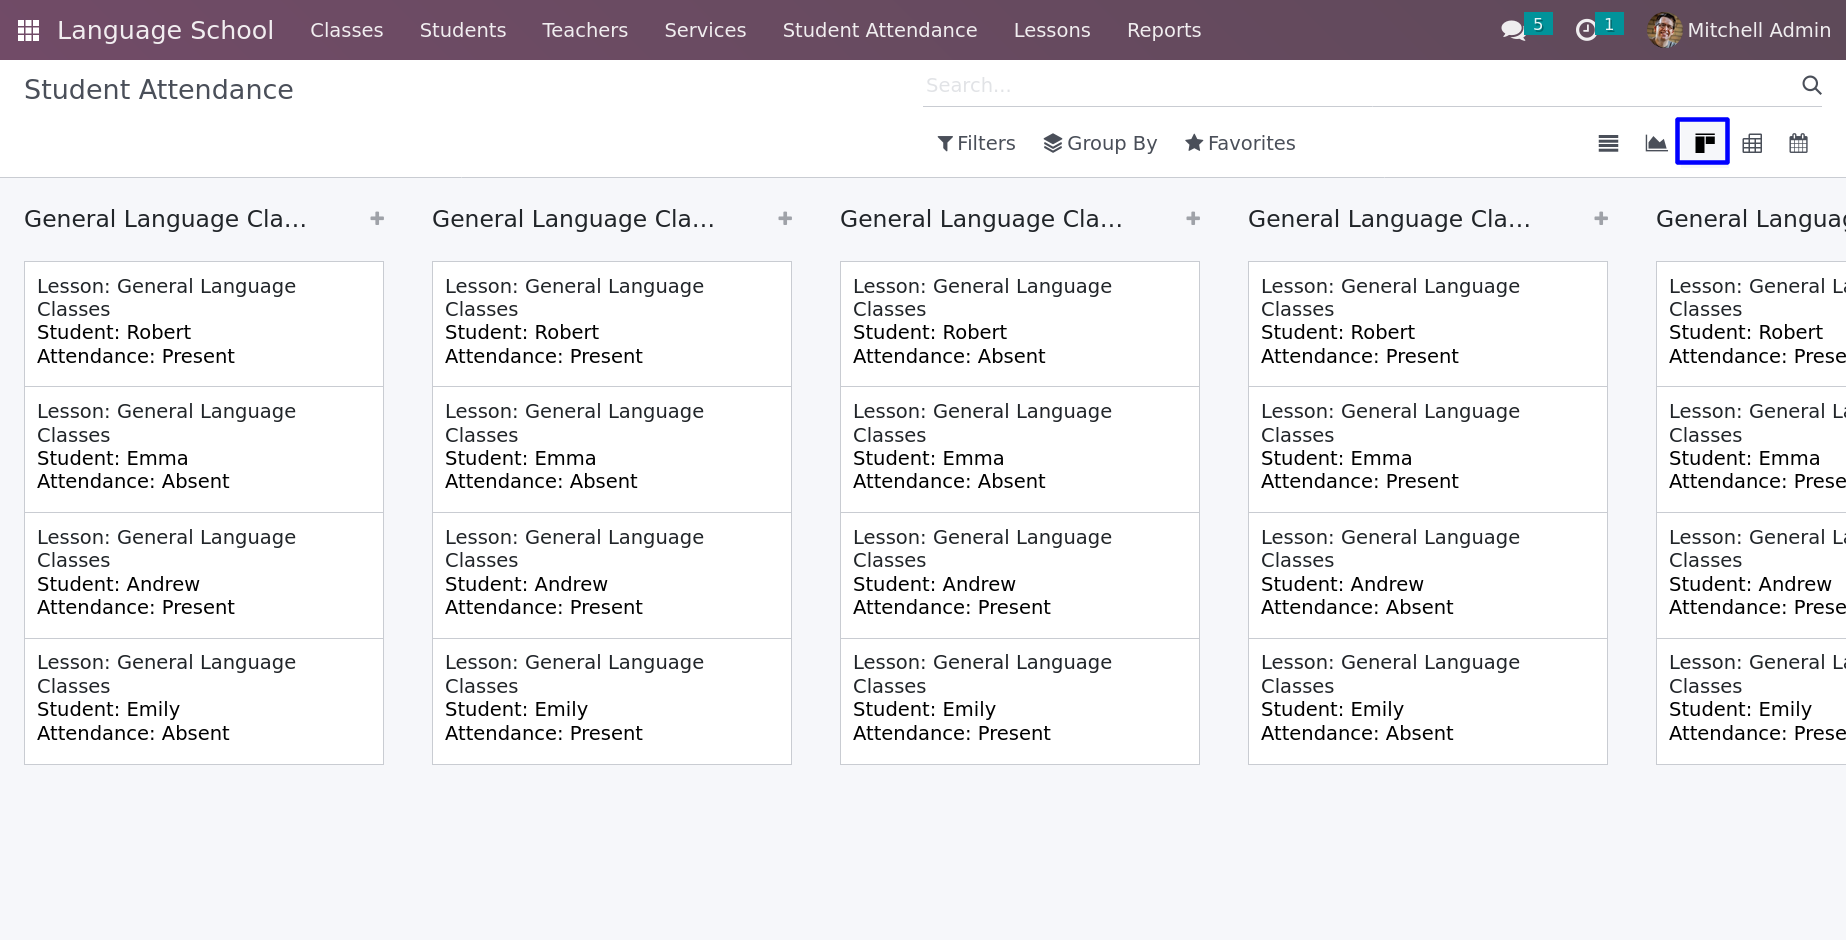 Language School Classes Students Teachers Services Student Attendance Lessons Reports 5 1 Mitchell Admin
Student Attendance
Search...
Filters Group By Favorites
General Language Cla...
Lesson: General Language
Classes
Student: Robert
Attendance: Present
Lesson: General Language
Classes
Student: Emma
Attendance: Absent
Lesson: General Language
Classes
Student: Andrew
Attendance: Present
Lesson: General Language
Classes
Student: Emily
Attendance: Absent
General Language Cla...
Lesson: General Language
Classes
Student: Robert
Attendance: Present
Lesson: General Language
Classes
Student: Emma
Attendance: Absent
Lesson: General Language
Classes
Student: Andrew
Attendance: Present
Lesson: General Language
Classes
Student: Emily
Attendance: Present
General Language Cla...
Lesson: General Language
Classes
Student: Robert
Attendance: Absent
Lesson: General Language
Classes
Student: Emma
Attendance: Absent
Lesson: General Language
Classes
Student: Andrew
Attendance: Present
Lesson: General Language
Classes
Student: Emily
Attendance: Present
General Language Cla...
Lesson: General Language
Classes
Student: Robert
Attendance: Present
Lesson: General Language
Classes
Student: Emma
Attendance: Present
Lesson: General Language
Classes
Student: Andrew
Attendance: Absent
Lesson: General Language
Classes
Student: Emily
Attendance: Absent
General Languag
Lesson: General La
Classes
Student: Robert
Attendance: Prese
Lesson: General La
Classes
Student: Emma
Attendance: Prese
Lesson: General La
Classes
Student: Andrew
Attendance: Prese
Lesson: General La
Classes
Student: Emily
Attendance: Prese